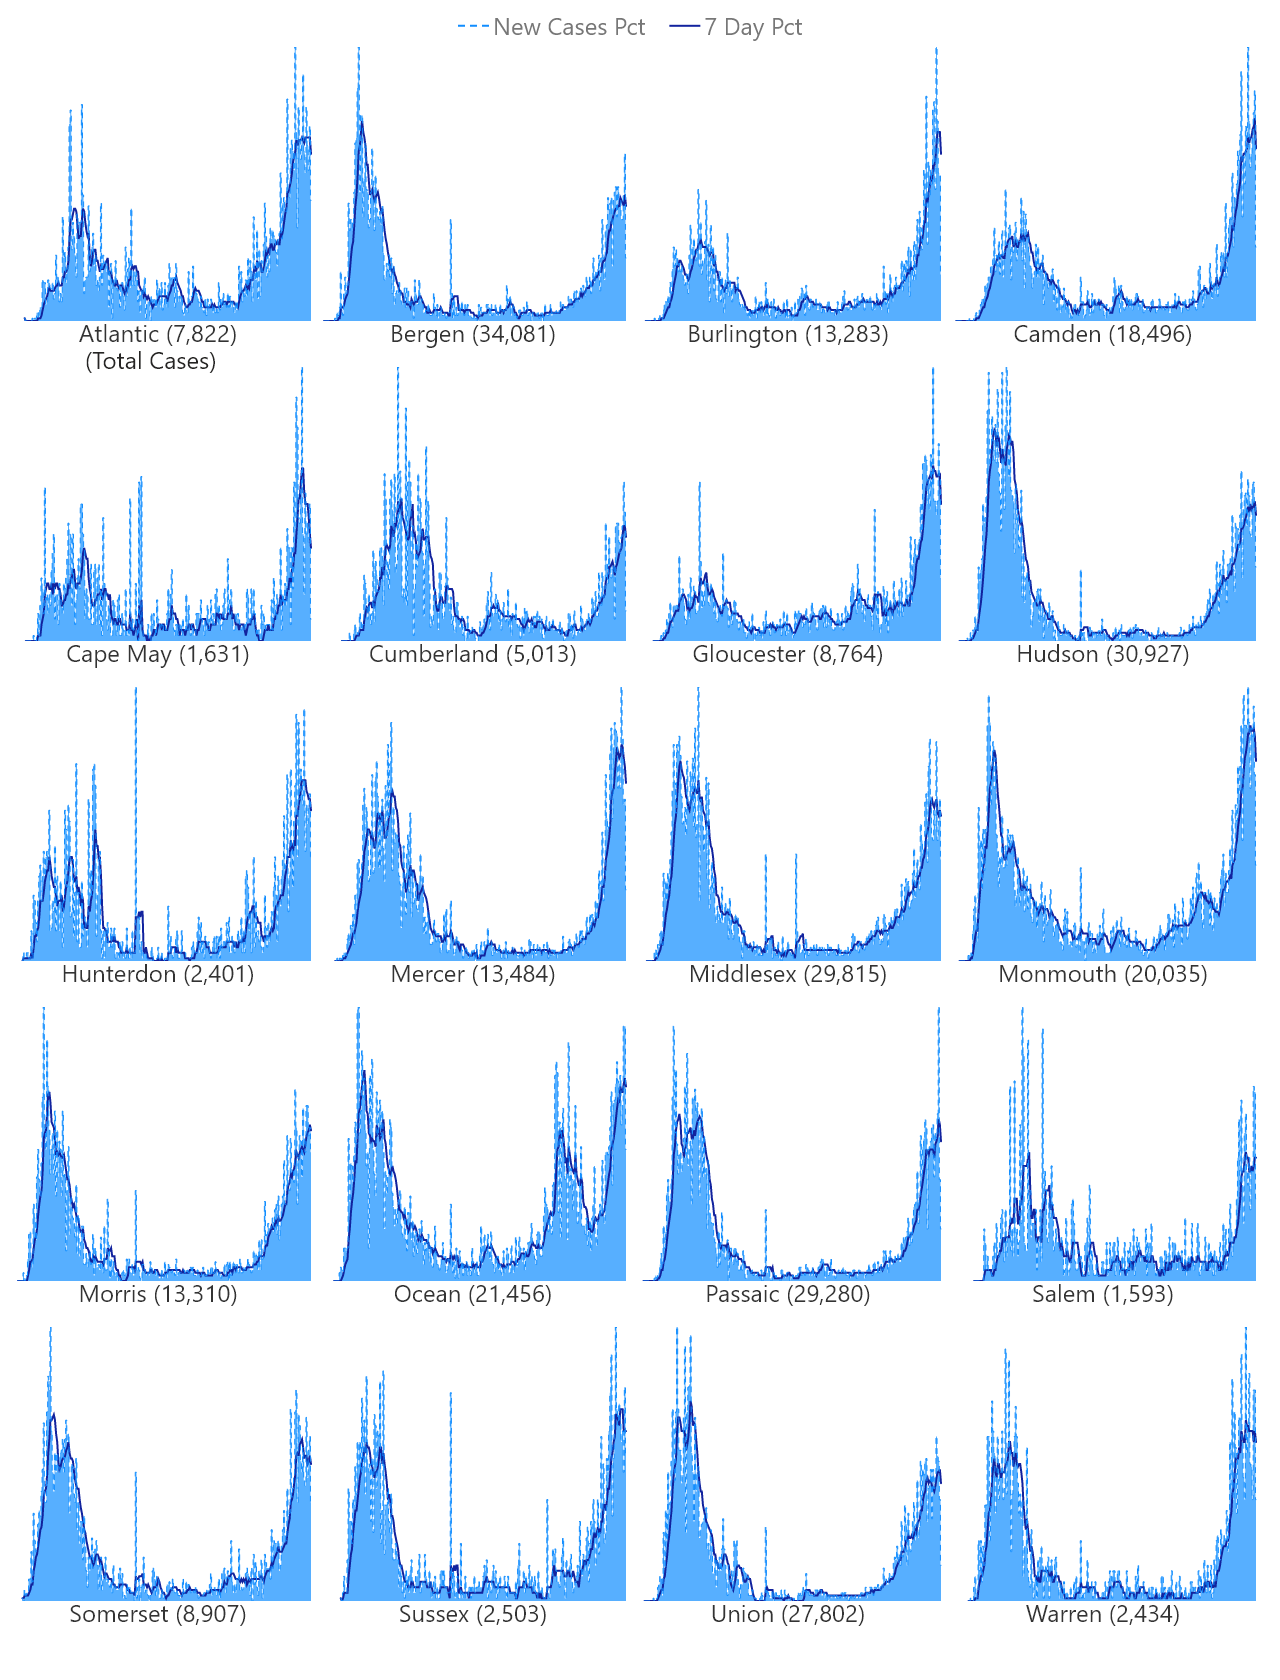 New Cases Pct 7 Day Pct
Atlantic (7,822) Bergen (34,081) Burlington (13,283) Camden (18,496)
(Total Cases)
Cape May (1,631) Cumberland (5,013) Gloucester (8,764) Hudson (30,927)
Hunterdon (2,401) Mercer (13,484) Middlesex (29,815) Monmouth (20,035)
Morris (13,310) Ocean (21,456) Passaic (29,280) Salem (1,593)
Somerset (8,907) Sussex (2,503) Union (27,802) Warren (2,434)